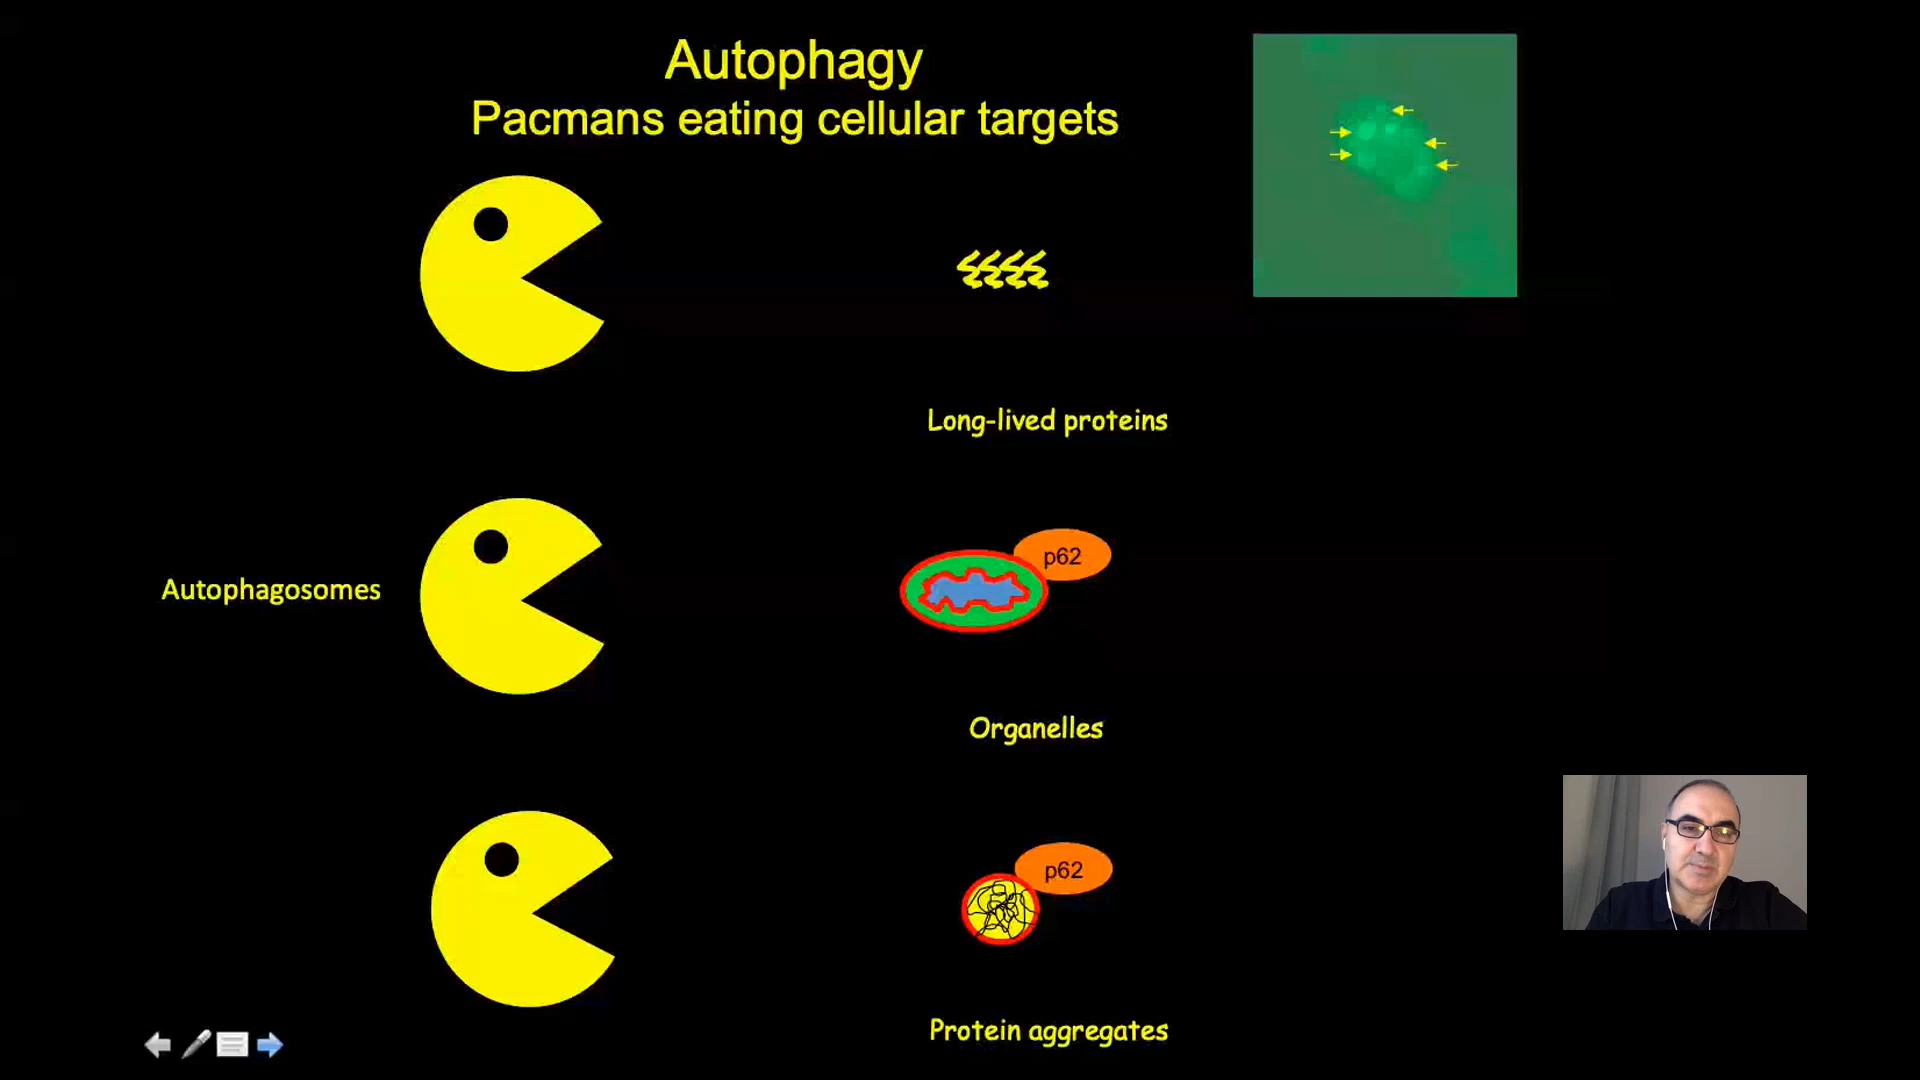 Autophagy
Pacmans eating cellular targets
Long-lived proteins
Autophagosomes
p62
Organelles
p62
Protein aggregates